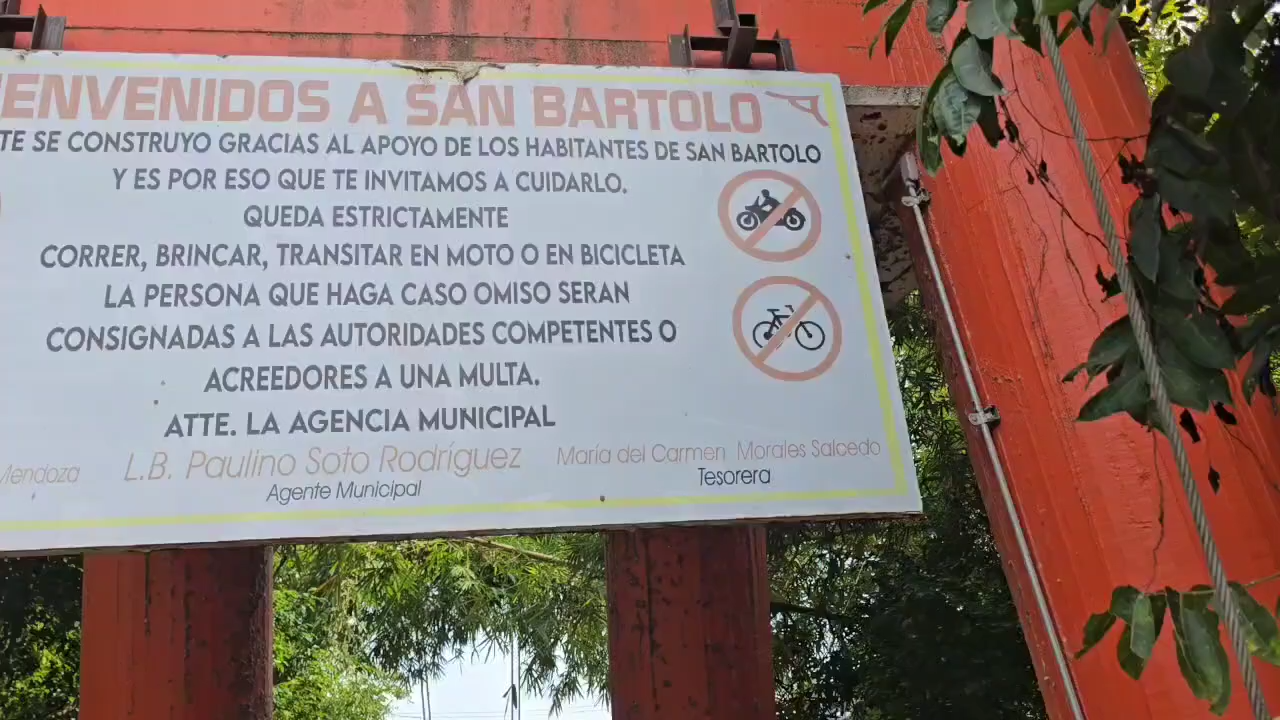 ENVENIDOS A SAN BARTOLO
TE SE CONSTRUYO GRACIAS AL APOYO DE LOS HABITANTES DE SAN BARTOLO
Y ES POR ESO QUE TE INVITAMOS A CUIDARLO.
QUEDA ESTRICTAMENTE
CORRER, BRINCAR, TRANSITAR EN MOTO O EN BICICLETA
LA PERSONA QUE HAGA CASO OMISO SERAN
CONSIGNADAS A LAS AUTORIDADES COMPETENTES O
ACREEDORES A UNA MULTA.
ATTE. LA AGENCIA MUNICIPAL
Mendoza L.B. Paulino Soto Rodríguez María del Carmen Morales Salcedo
Agente Municipal Tesorera